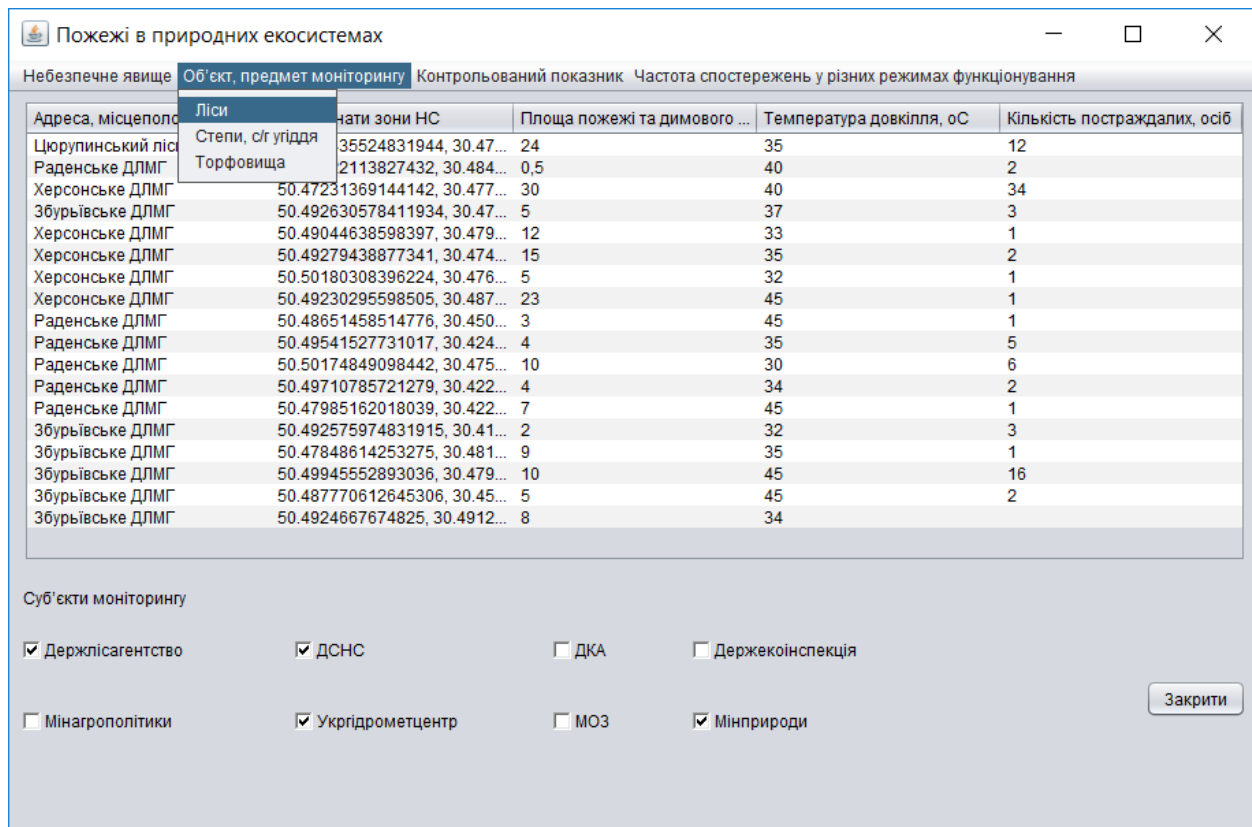 Пожежі в природних екосистемах
Небезпечне явище Об'єкт, предмет моніторингу Контрольований показник Частота спостережень у різних режимах функціонування
Ліси
Степи, с/г угіддя
Торфовища
Адреса, місцеполо нати зони НС Площа пожежі та димового ... Температура довкілля, оС Кількість постраждалих, осіб
Цюрупинський ліс 35524831944, 30.47... 24 35 12
Раденське ДЛМГ 22113827432, 30.484... 0,5 40 2
Херсонське ДЛМГ 50.47231369144142, 30.477... 30 40 34
Збурьївське ДЛМГ 50.492630578411934, 30.47... 5 37 3
Херсонське ДЛМГ 50.49044638598397, 30.479... 12 33 1
Херсонське ДЛМГ 50.49279438877341, 30.474... 15 35 2
Херсонське ДЛМГ 50.50180308396224, 30.476... 5 32 1
Херсонське ДЛМГ 50.49230295598505, 30.487... 23 45 1
Раденське ДЛМГ 50.48651458514776, 30.450... 3 45 1
Раденське ДЛМГ 50.49541527731017, 30.424... 4 35 5
Раденське ДЛМГ 50.50174849098442, 30.475... 10 30 6
Раденське ДЛМГ 50.49710785721279, 30.422... 4 34 2
Раденське ДЛМГ 50.47985162018039, 30.422... 7 45 1
Збурьївське ДЛМГ 50.492575974831915, 30.41... 2 32 3
Збурьївське ДЛМГ 50.47848614253275, 30.481... 9 35 1
Збурьївське ДЛМГ 50.49945552893036, 30.479... 10 45 16
Збурьївське ДЛМГ 50.487770612645306, 30.45... 5 45 2
Збурьївське ДЛМГ 50.4924667674825, 30.4912... 8 34
Суб'єкти моніторингу
Держлісагентство ДСНС ДКА Держекоінспекція
Закрити
Мінагрополітики Укргідрометцентр МОЗ Мінприроди